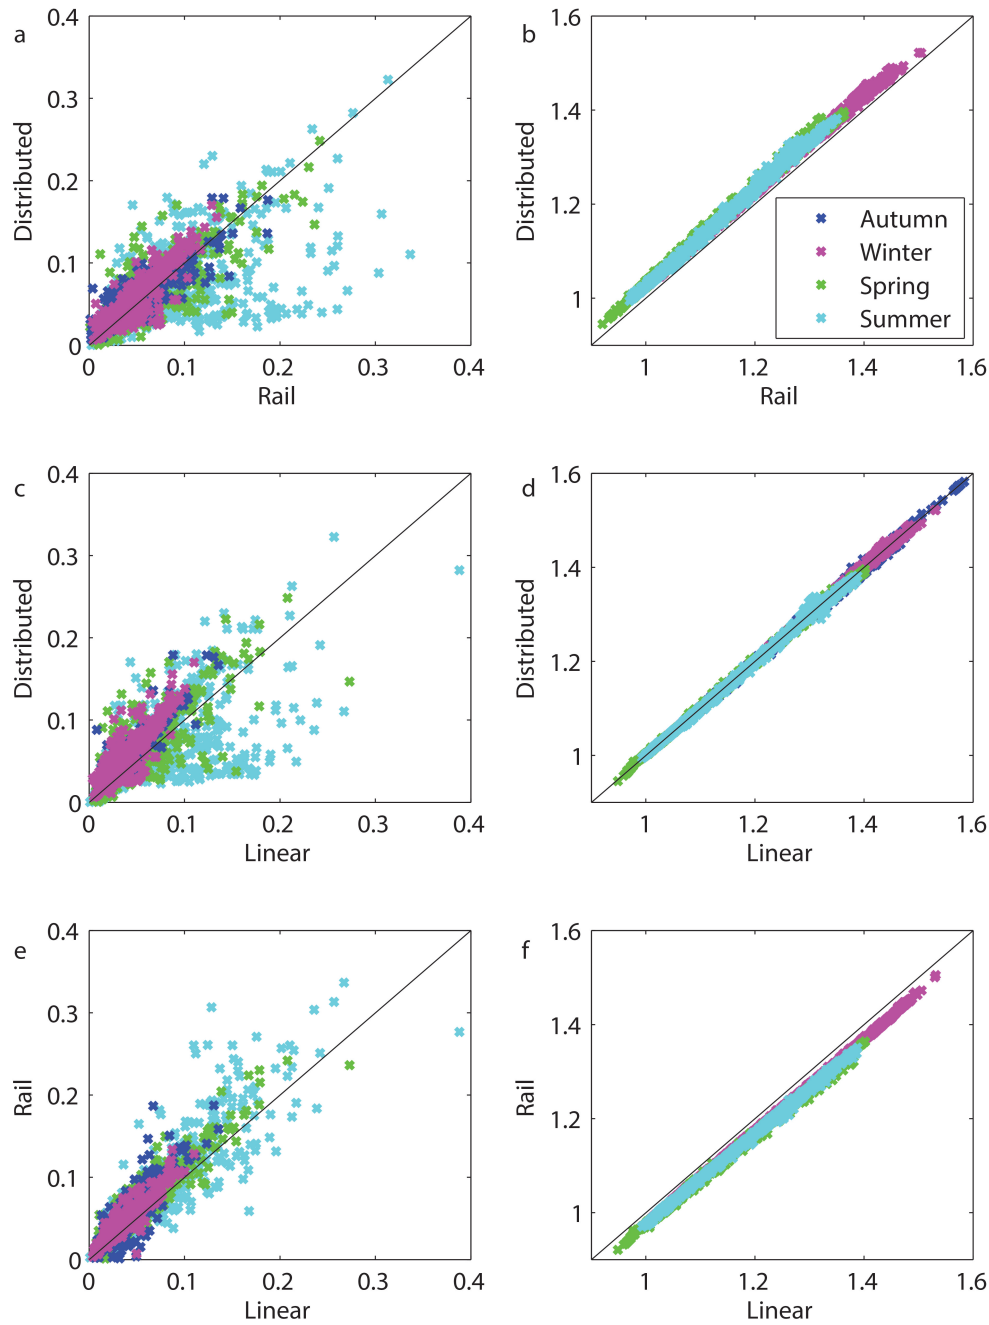 a
0.4
0.3
0.2
0.1
0
Distributed
0 0.1 0.2 0.3 0.4
Rail
b
1.6
1.4
1.2
1
Distributed
1 1.2 1.4 1.6
Rail
Autumn
Winter
Spring
Summer
c
0.4
0.3
0.2
0.1
0
Distributed
0 0.1 0.2 0.3 0.4
Linear
d
1.6
1.4
1.2
1
Distributed
1 1.2 1.4 1.6
Linear
e
0.4
0.3
0.2
0.1
0
Rail
0 0.1 0.2 0.3 0.4
Linear
f
1.6
1.4
1.2
1
Rail
1 1.2 1.4 1.6
Linear